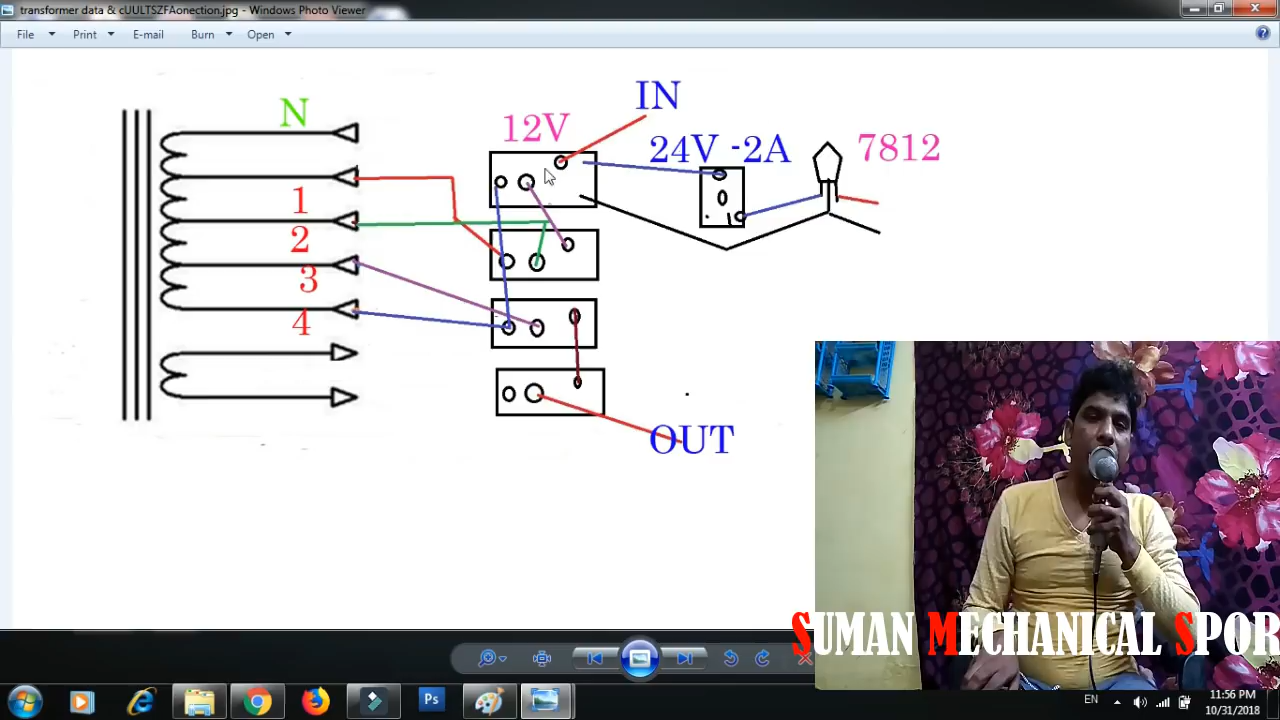 transformer data & cUULTSZFAonection.jpg - Windows Photo Viewer
File Print E-mail Burn Open
N
1
2
3
4
12V
IN
24V -2A
7812
OUT
SUMAN MECHANICAL SPOR
Ps
EN
11:56 PM
10/31/2018